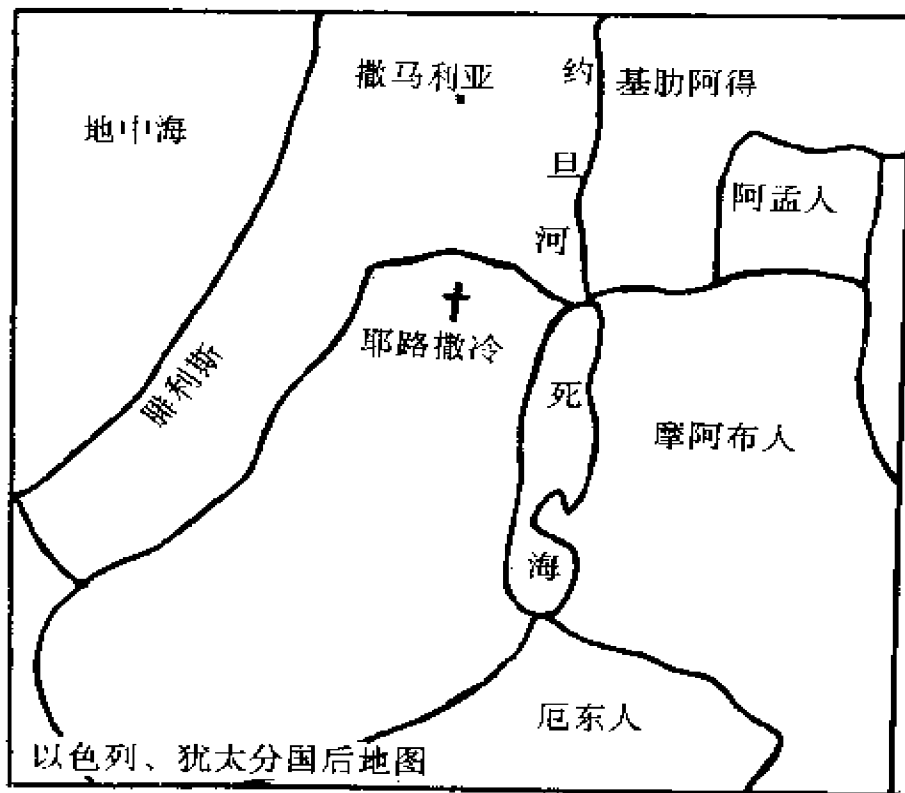 撒马利亚
约旦河
基肋阿得
地中海
阿孟人
耶路撒冷
腓利斯
死海
摩阿布人
厄东人
以色列、犹太分国后地图